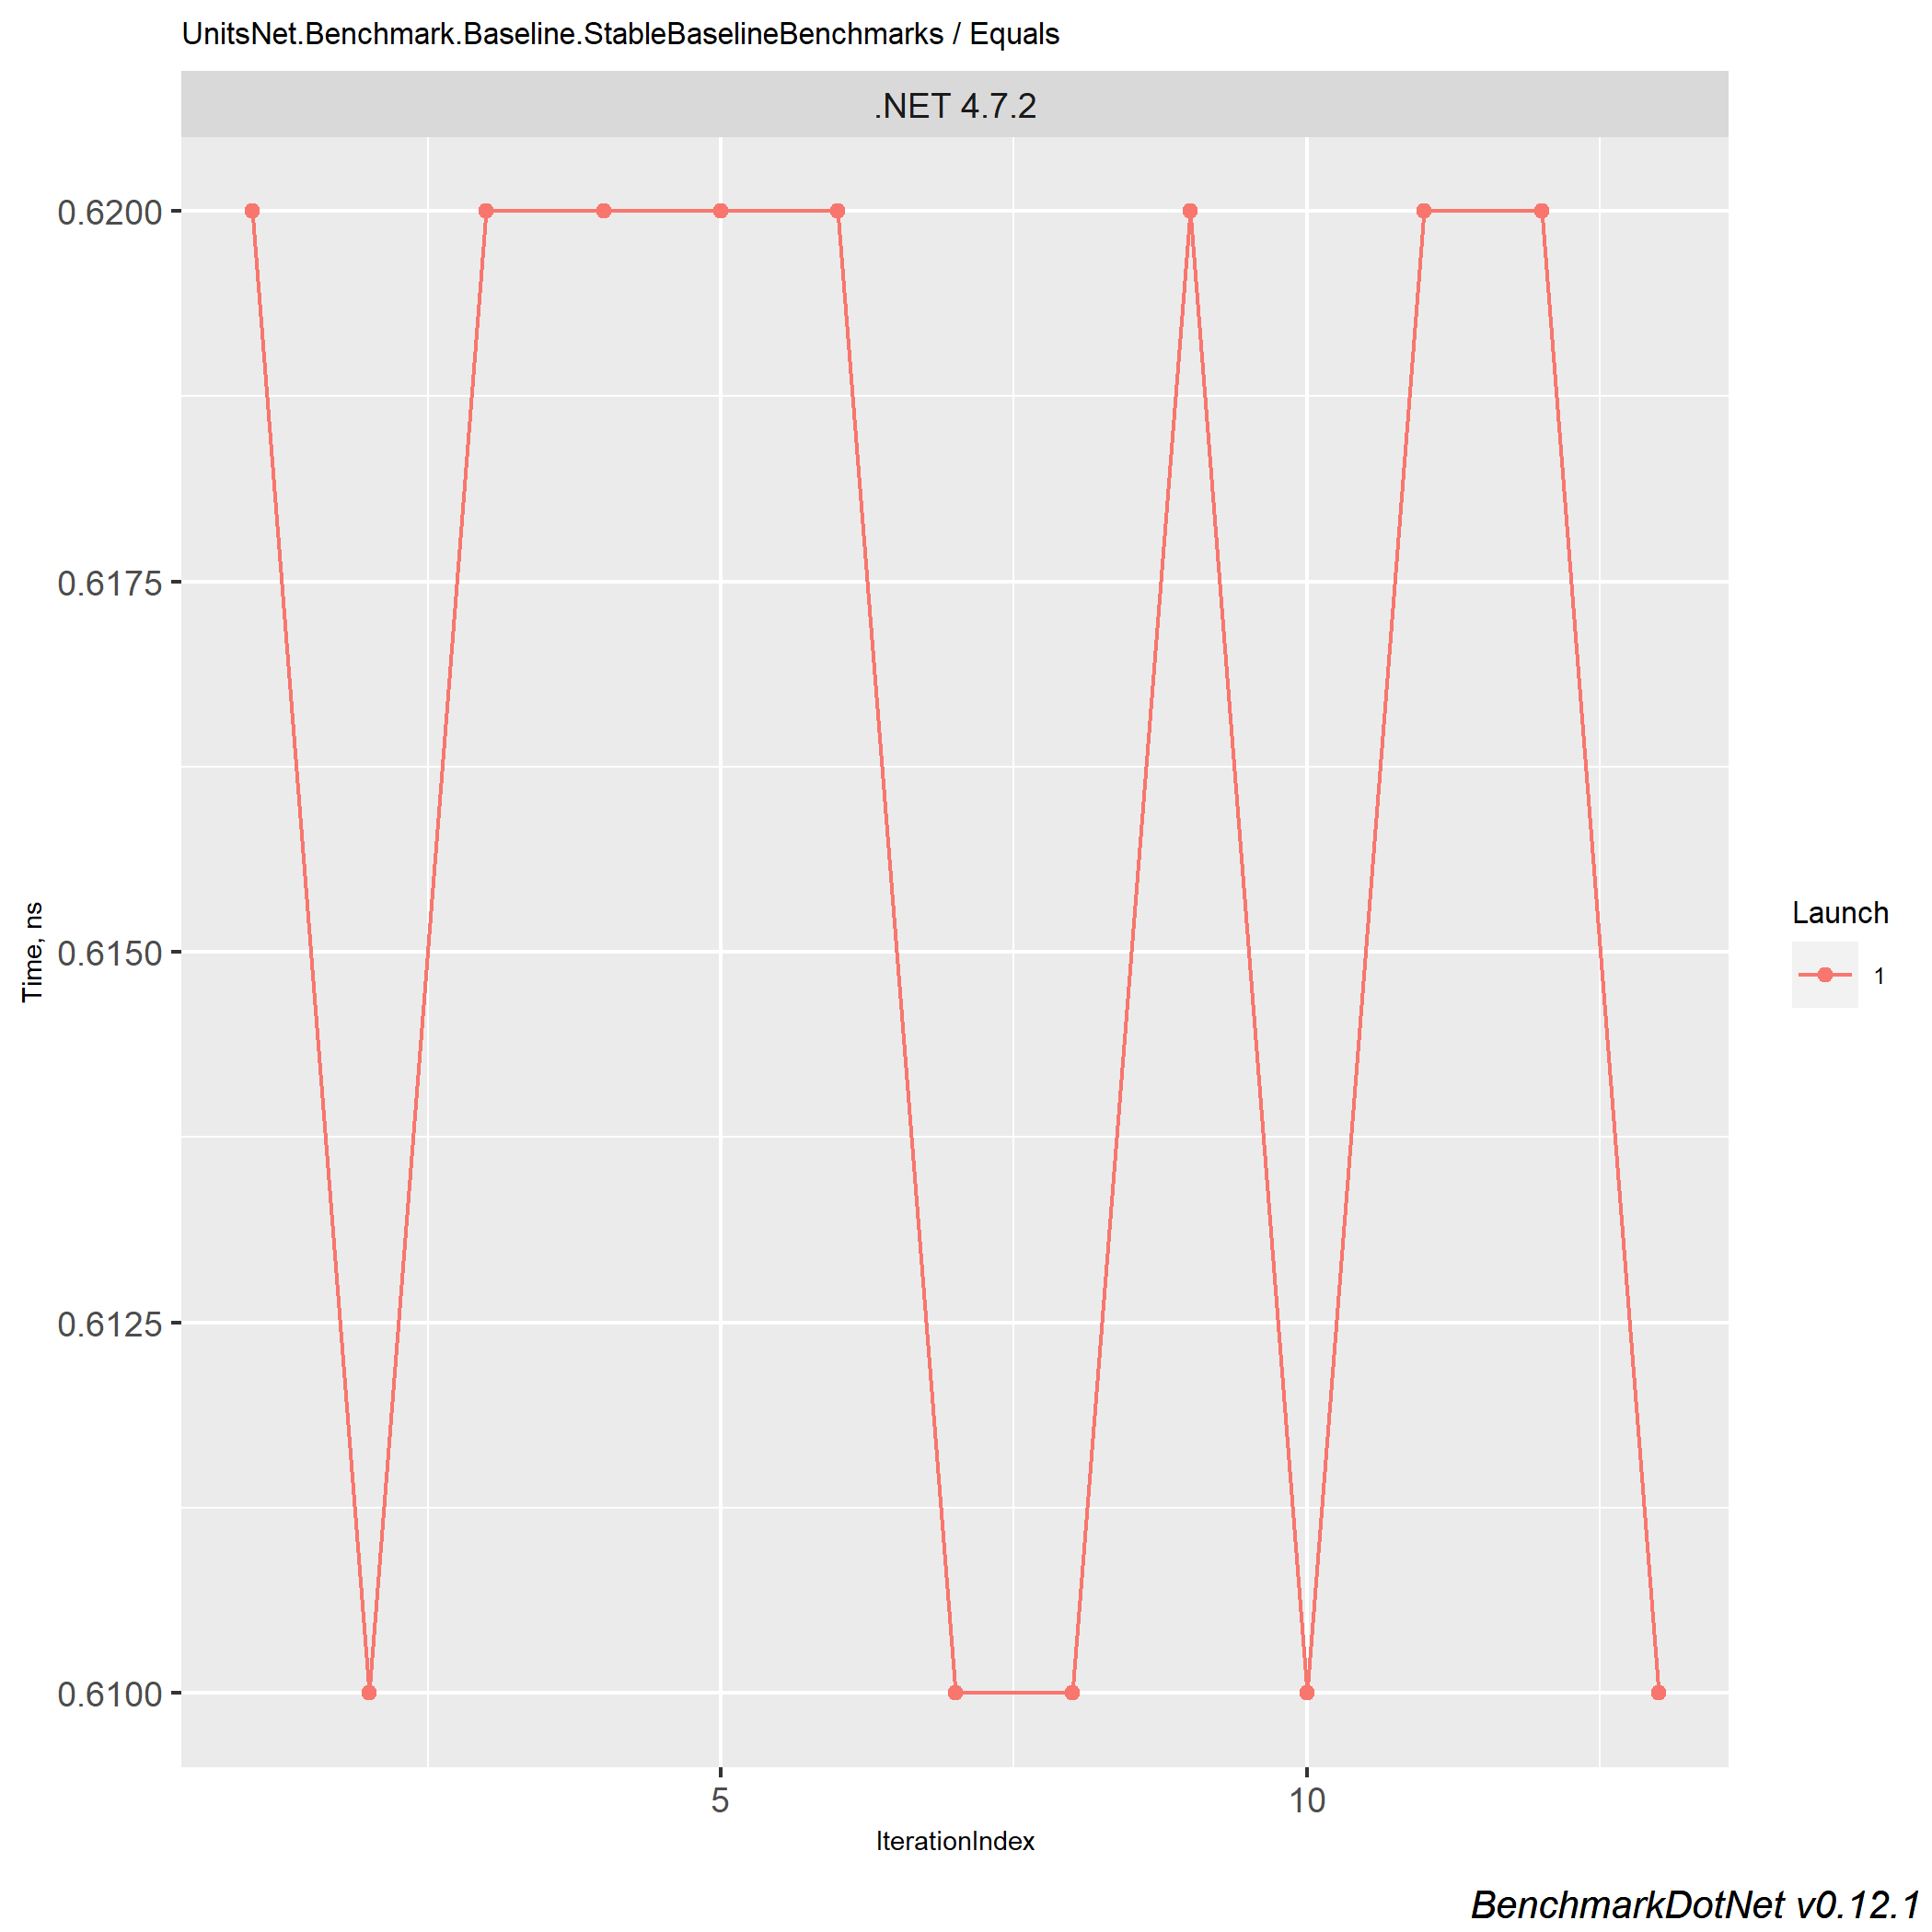 UnitsNet.Benchmark.Baseline.StableBaselineBenchmarks / Equals
.NET 4.7.2
0.6200
0.6175
0.6150
0.6125
0.6100
Time, ns
5
10
IterationIndex
Launch
1
BenchmarkDotNet v0.12.1